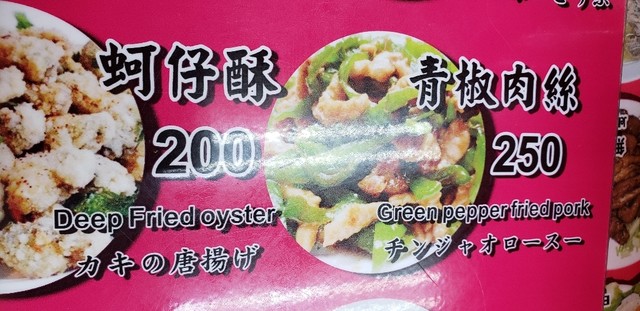 蚵仔酥
200
Deep Fried oyster
カキの唐揚げ
青椒肉絲
250
Green pepper fried pork
チンジャオロースー